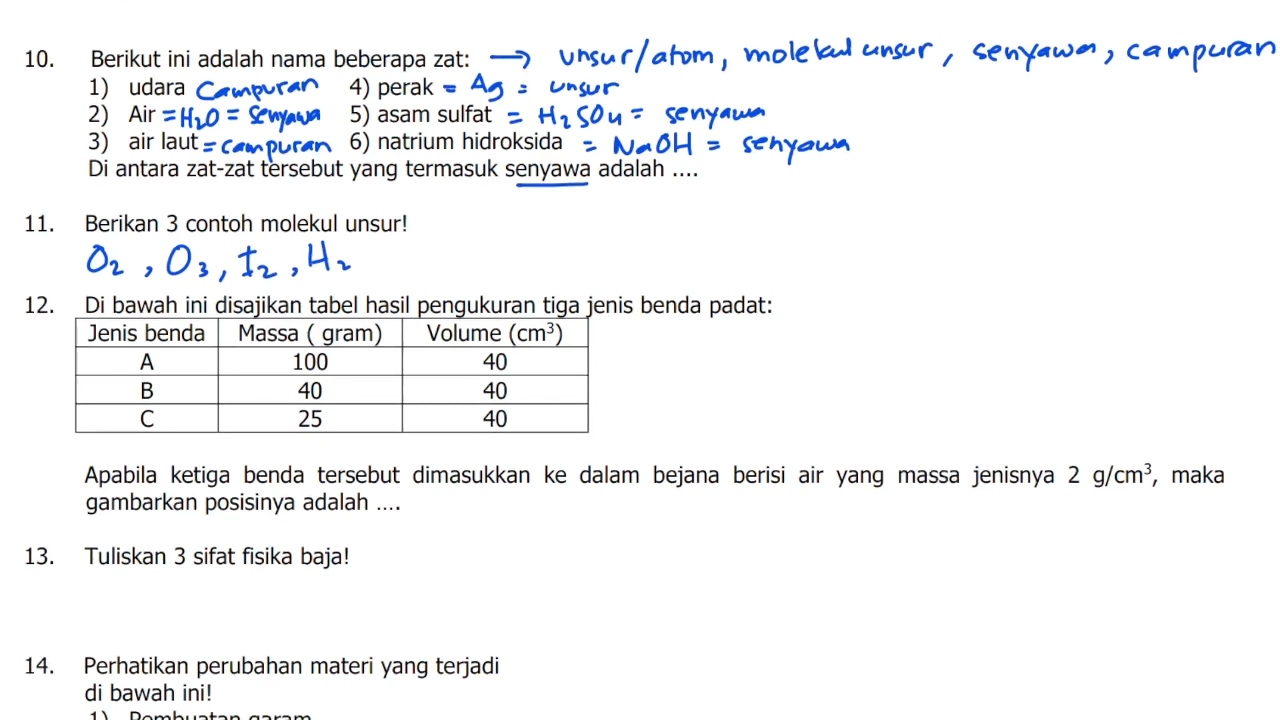 10. Berikut ini adalah nama beberapa zat: → unsur/atom, molekul unsur, senyawa, campuran
1) udara Campuran 4) perak = Ag = unsur
2) Air = H₂O = senyawa 5) asam sulfat = H₂SO₄ = senyawa
3) air laut = campuran 6) natrium hidroksida = NaOH = senyawa
Di antara zat-zat tersebut yang termasuk senyawa adalah ....
11. Berikan 3 contoh molekul unsur!
O₂, O₃, I₂, H₂
12. Di bawah ini disajikan tabel hasil pengukuran tiga jenis benda padat:
Jenis benda Massa ( gram) Volume (cm³)
A 100 40
B 40 40
C 25 40
Apabila ketiga benda tersebut dimasukkan ke dalam bejana berisi air yang massa jenisnya 2 g/cm³, maka
gambarkan posisinya adalah ....
13. Tuliskan 3 sifat fisika baja!
14. Perhatikan perubahan materi yang terjadi
di bawah ini!
1) Pembuatan garam